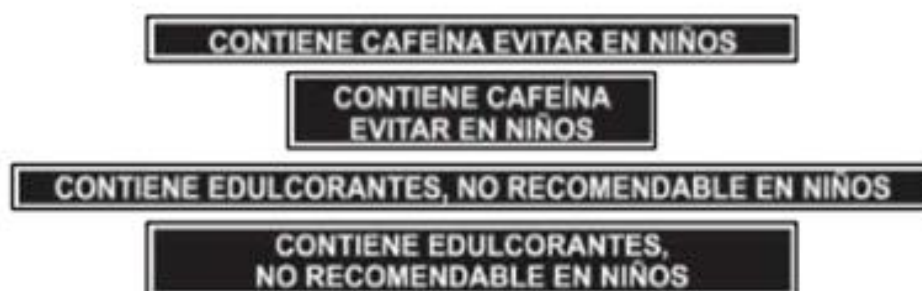 CONTIENE CAFEÍNA EVITAR EN NIÑOS
CONTIENE CAFEÍNA
EVITAR EN NIÑOS
CONTIENE EDULCORANTES, NO RECOMENDABLE EN NIÑOS
CONTIENE EDULCORANTES,
NO RECOMENDABLE EN NIÑOS